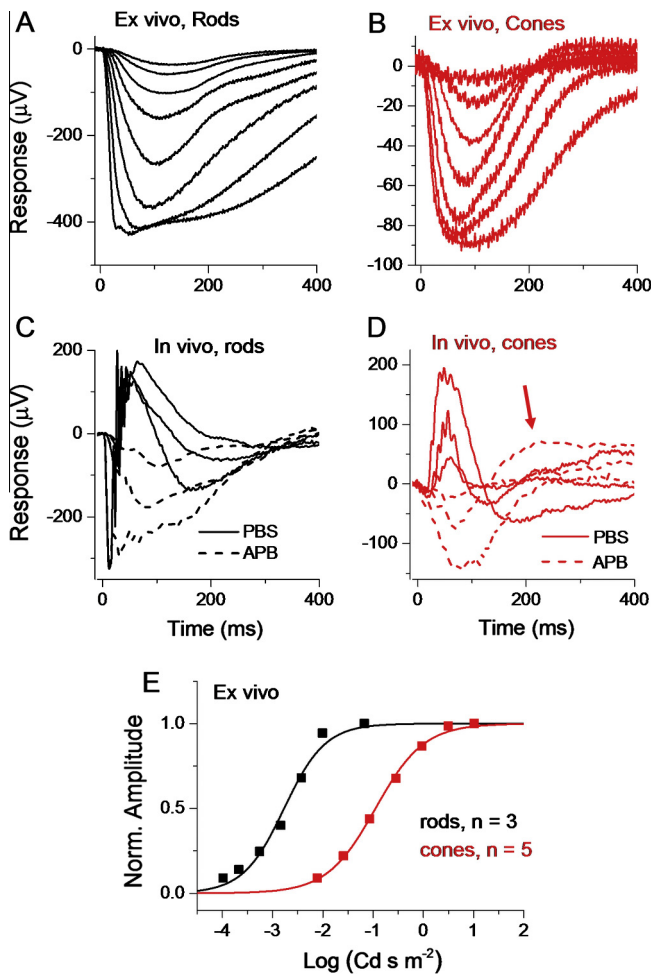 A
Ex vivo, Rods
Response (μV)
0
-200
-400
0
200
400
B
Ex vivo, Cones
0
-20
-40
-60
-80
-100
0
200
400
C
In vivo, rods
Response (μV)
200
0
-200
PBS
APB
0
200
400
Time (ms)
D
In vivo, cones
200
100
0
-100
PBS
APB
0
200
400
Time (ms)
E
Ex vivo
Norm. Amplitude
1.0
0.5
0.0
rods, n = 3
cones, n = 5
-4
-3
-2
-1
0
1
2
Log (Cd s m⁻²)